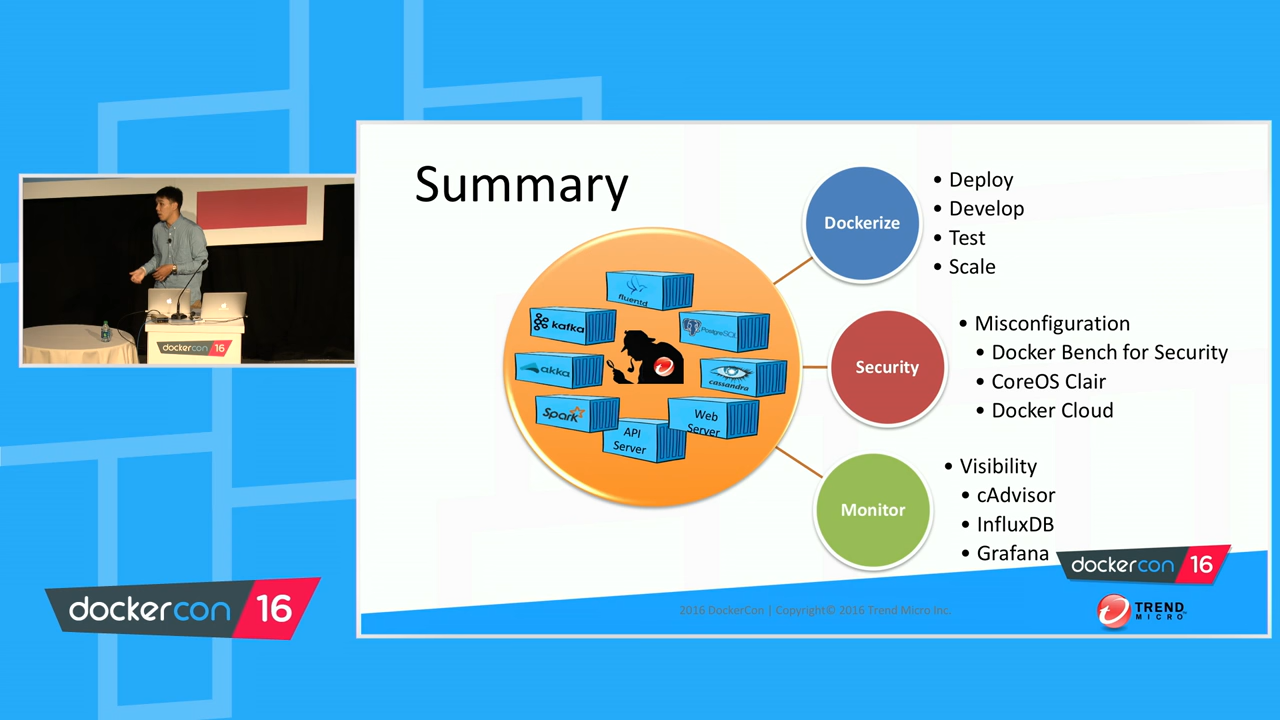 Summary
Dockerize
• Deploy
• Develop
• Test
• Scale
fluentd
kafka
PostgreSQL
akka
cassandra
Spark
Web
Server
API
Server
Security
• Misconfiguration
• Docker Bench for Security
• CoreOS Clair
• Docker Cloud
Monitor
• Visibility
• cAdvisor
• InfluxDB
• Grafana
dockercon 16
dockercon 16
dockercon 16
2016 DockerCon | Copyright© 2016 Trend Micro Inc.
TREND
MICRO